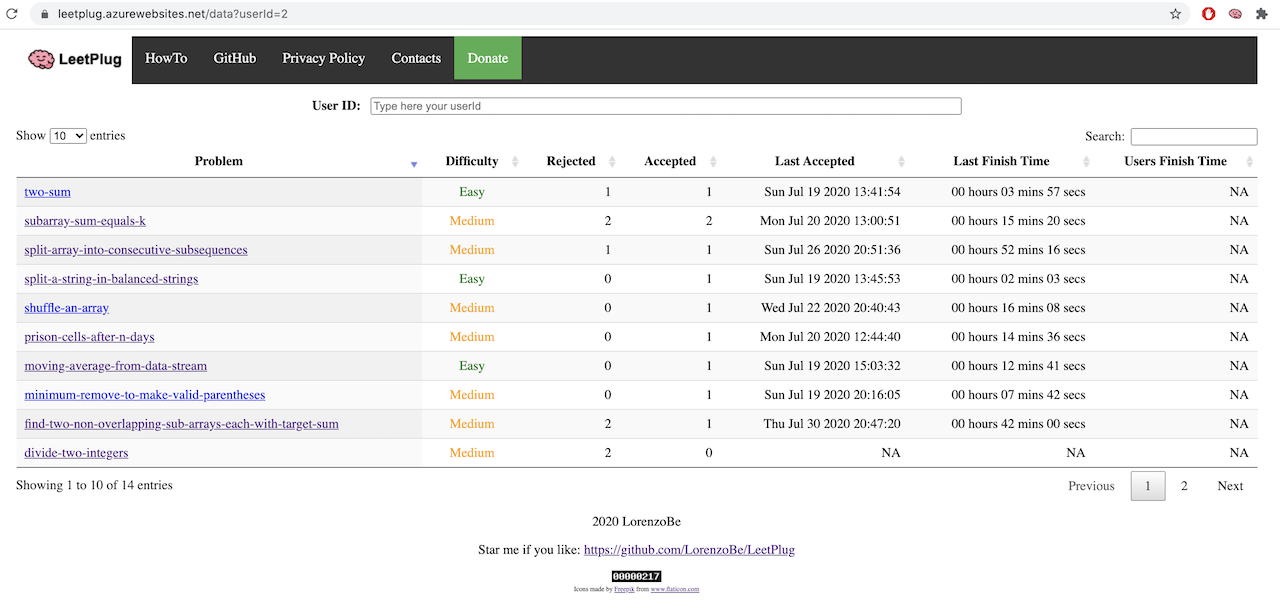 leetplug.azurewebsites.net/data?userId=2
LeetPlug HowTo GitHub Privacy Policy Contacts Donate
User ID: Type here your userId
Show 10 entries Search:
Problem Difficulty Rejected Accepted Last Accepted Last Finish Time Users Finish Time
two-sum Easy 1 1 Sun Jul 19 2020 13:41:54 00 hours 03 mins 57 secs NA
subarray-sum-equals-k Medium 2 2 Mon Jul 20 2020 13:00:51 00 hours 15 mins 20 secs NA
split-array-into-consecutive-subsequences Medium 1 1 Sun Jul 26 2020 20:51:36 00 hours 52 mins 16 secs NA
split-a-string-in-balanced-strings Easy 0 1 Sun Jul 19 2020 13:45:53 00 hours 02 mins 03 secs NA
shuffle-an-array Medium 0 1 Wed Jul 22 2020 20:40:43 00 hours 16 mins 08 secs NA
prison-cells-after-n-days Medium 0 1 Mon Jul 20 2020 12:44:40 00 hours 14 mins 36 secs NA
moving-average-from-data-stream Easy 0 1 Sun Jul 19 2020 15:03:32 00 hours 12 mins 41 secs NA
minimum-remove-to-make-valid-parentheses Medium 0 1 Sun Jul 19 2020 20:16:05 00 hours 07 mins 42 secs NA
find-two-non-overlapping-sub-arrays-each-with-target-sum Medium 2 1 Thu Jul 30 2020 20:47:20 00 hours 42 mins 00 secs NA
divide-two-integers Medium 2 0 NA NA NA
Showing 1 to 10 of 14 entries Previous 1 2 Next
2020 LorenzoBe
Star me if you like: https://github.com/LorenzoBe/LeetPlug
00000217
Icons made by Freepik from www.flaticon.com